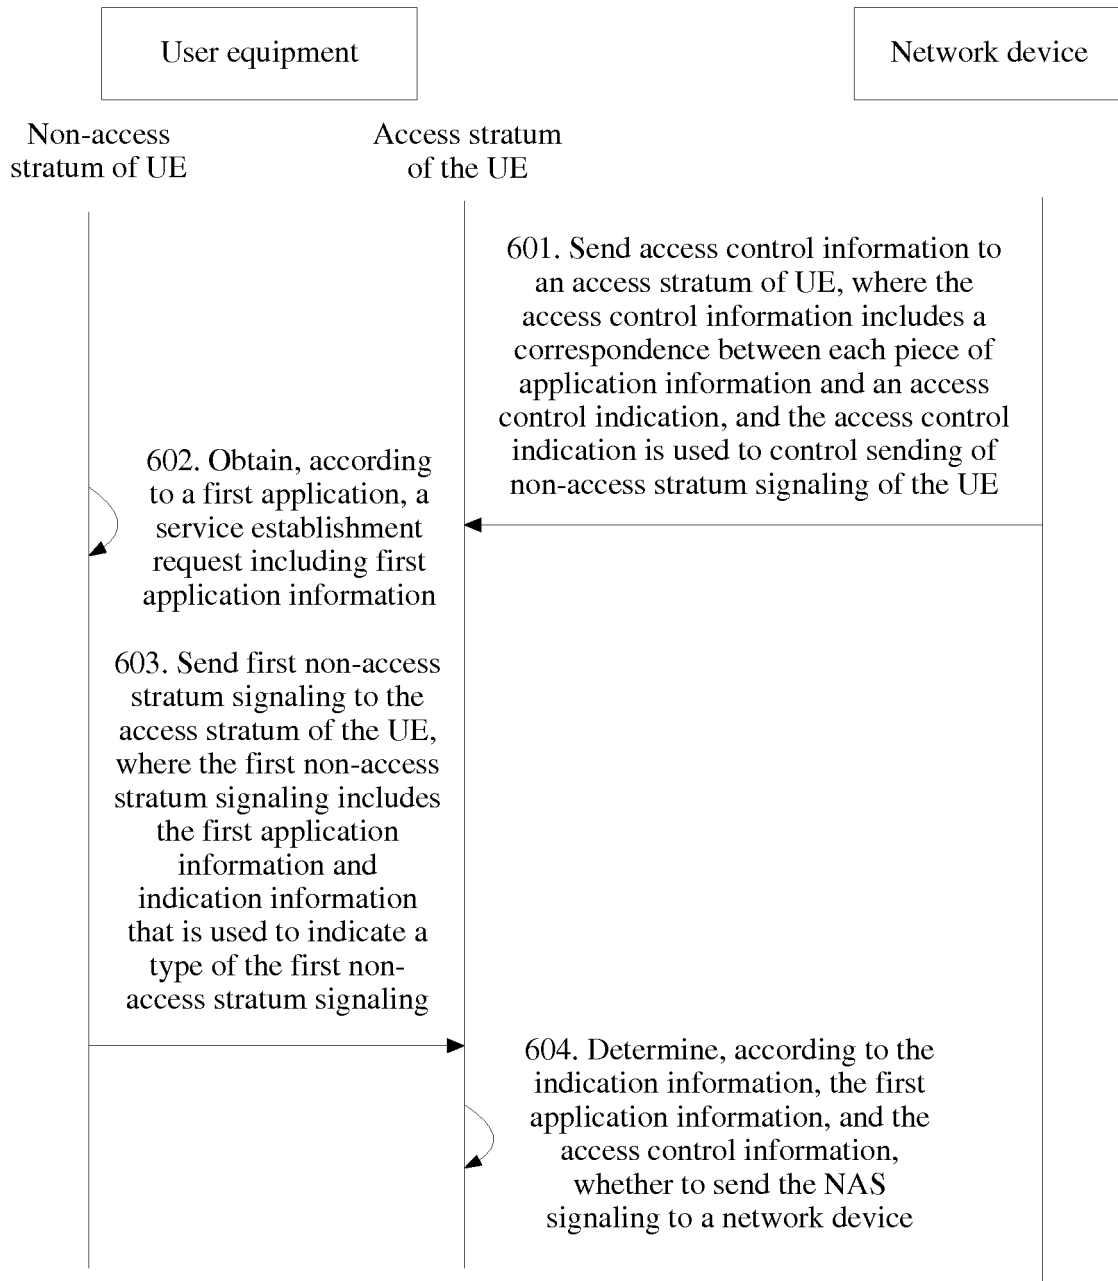 User equipment
Network device
Non-access
stratum of UE
Access stratum
of the UE
601. Send access control information to
an access stratum of UE, where the
access control information includes a
correspondence between each piece of
application information and an access
control indication, and the access control
indication is used to control sending of
non-access stratum signaling of the UE
602. Obtain, according
to a first application, a
service establishment
request including first
application information
603. Send first non-access
stratum signaling to the
access stratum of the UE,
where the first non-access
stratum signaling includes
the first application
information and
indication information
that is used to indicate a
type of the first non-
access stratum signaling
604. Determine, according to the
indication information, the first
application information, and the
access control information,
whether to send the NAS
signaling to a network device